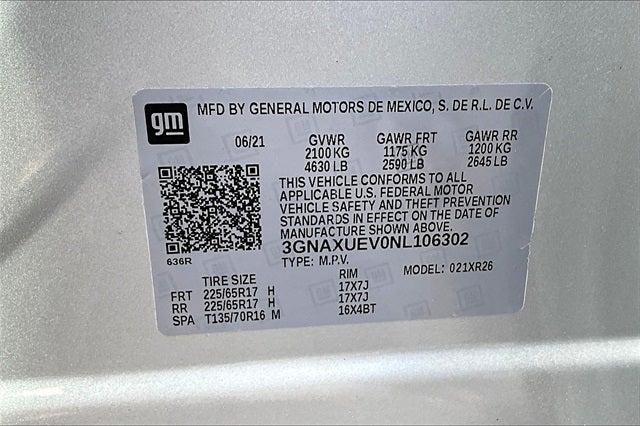 gm MFD BY GENERAL MOTORS DE MEXICO, S. DE R.L. DE C.V.
06/21 GVWR GAWR FRT GAWR RR
2100 KG 1175 KG 1200 KG
4630 LB 2590 LB 2645 LB
THIS VEHICLE CONFORMS TO ALL
APPLICABLE U.S. FEDERAL MOTOR
VEHICLE SAFETY AND THEFT PREVENTION
STANDARDS IN EFFECT ON THE DATE OF
MANUFACTURE SHOWN ABOVE.
3GNAXUEV0NL106302
636R TYPE: M.P.V. MODEL: 021XR26
TIRE SIZE RIM
FRT 225/65R17 H 17X7J
RR 225/65R17 H 17X7J
SPA T135/70R16 M 16X4BT